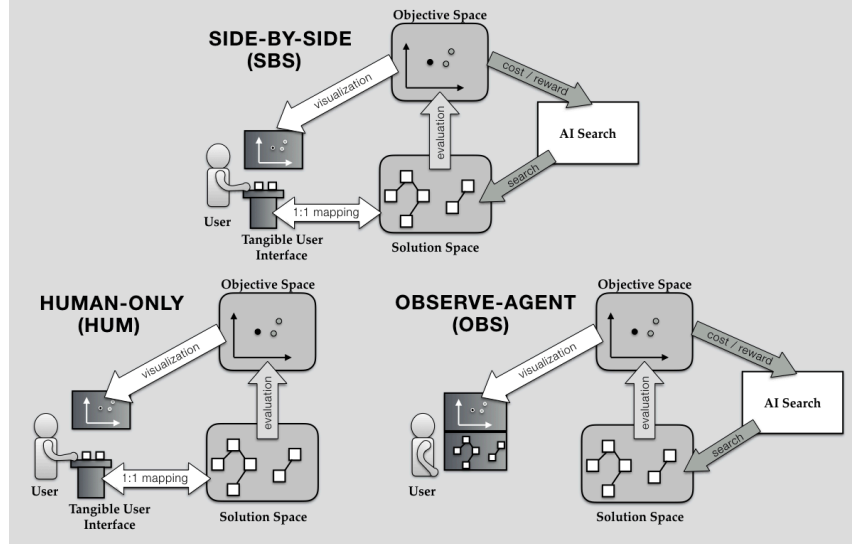 Objective Space
SIDE-BY-SIDE
(SBS)
visualization
cost / reward
evaluation
AI Search
search
1:1 mapping
User
Tangible User
Interface
Solution Space
HUMAN-ONLY
(HUM)
Objective Space
visualization
evaluation
1:1 mapping
User
Tangible User
Interface
Solution Space
OBSERVE-AGENT
(OBS)
Objective Space
visualization
cost / reward
evaluation
AI Search
search
User
Solution Space